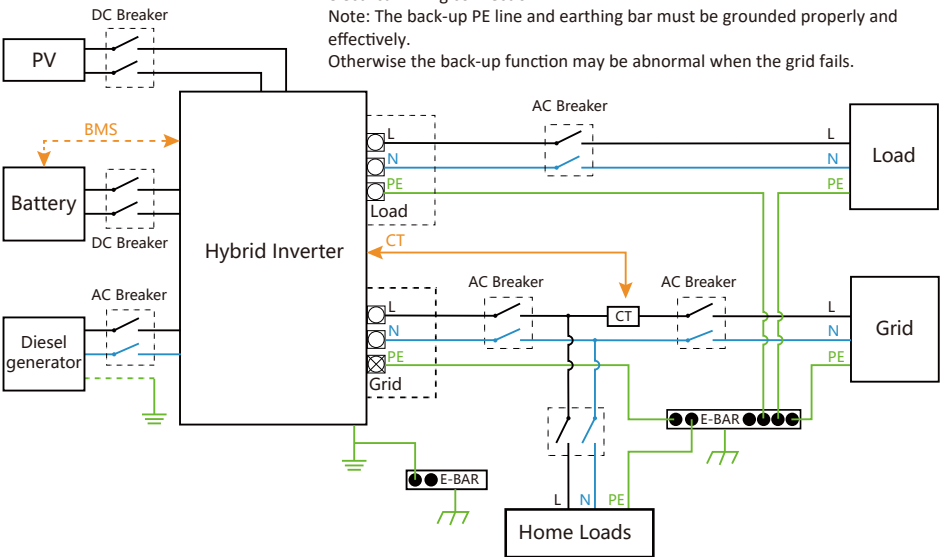 Note: The back-up PE line and earthing bar must be grounded properly and
effectively.
Otherwise the back-up function may be abnormal when the grid fails.
DC Breaker
PV
AC Breaker
BMS
L
L
N
N
Load
PE
PE
Battery
Load
DC Breaker
CT
Hybrid Inverter
AC Breaker
AC Breaker
AC Breaker
L
CT
L
Diesel
generator
N
N
Grid
PE
PE
Grid
E-BAR
E-BAR
L
N
PE
Home Loads